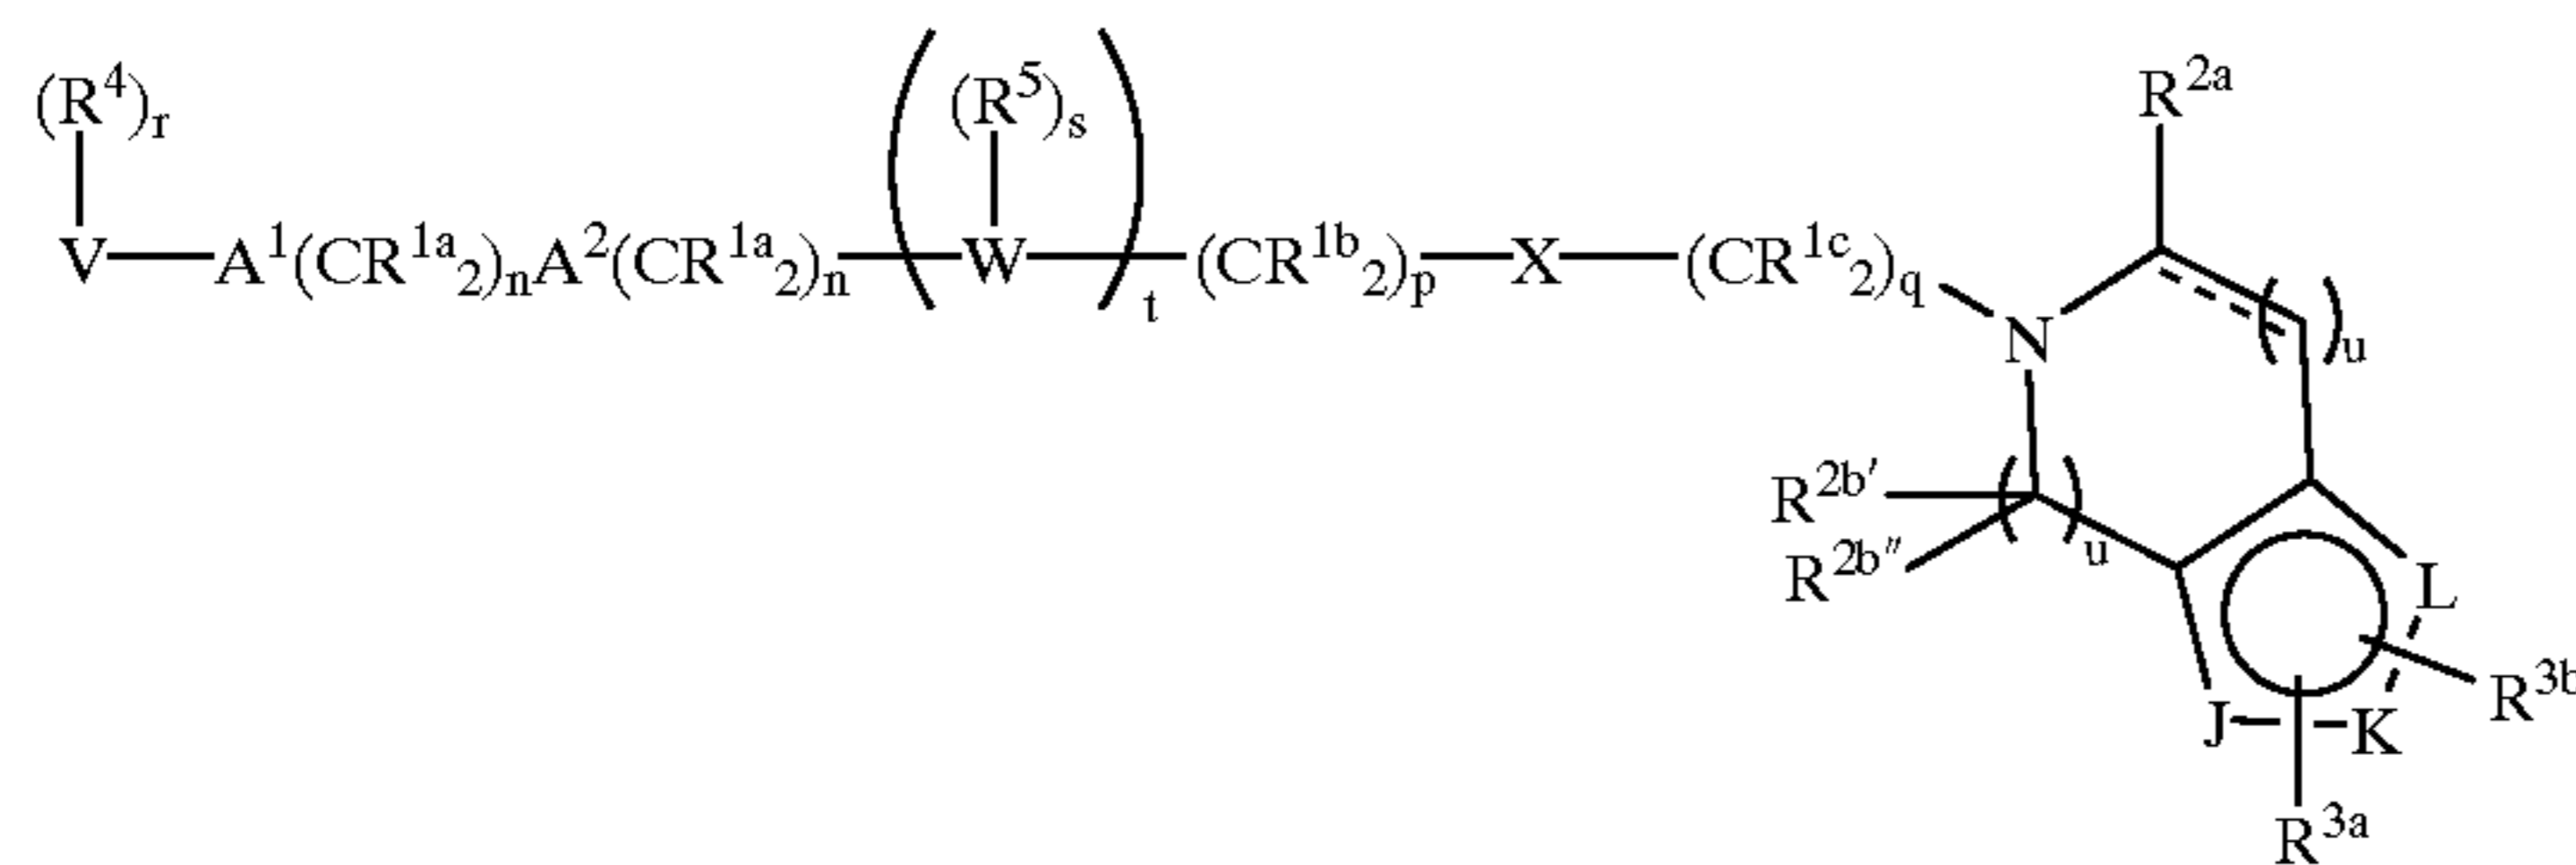 (R⁴)ᵣ (R⁵)ₛ R²ᵃ
V—A¹(CR¹ᵃ₂)ₙA²(CR¹ᵃ₂)ₙ—(W)ₜ—(CR¹ᵇ₂)ₚ—X—(CR¹ᶜ₂)q
N ( )ᵤ
R²ᵇ′ ( )ᵤ
R²ᵇ″
L
R³ᵇ
J K
R³ᵃ